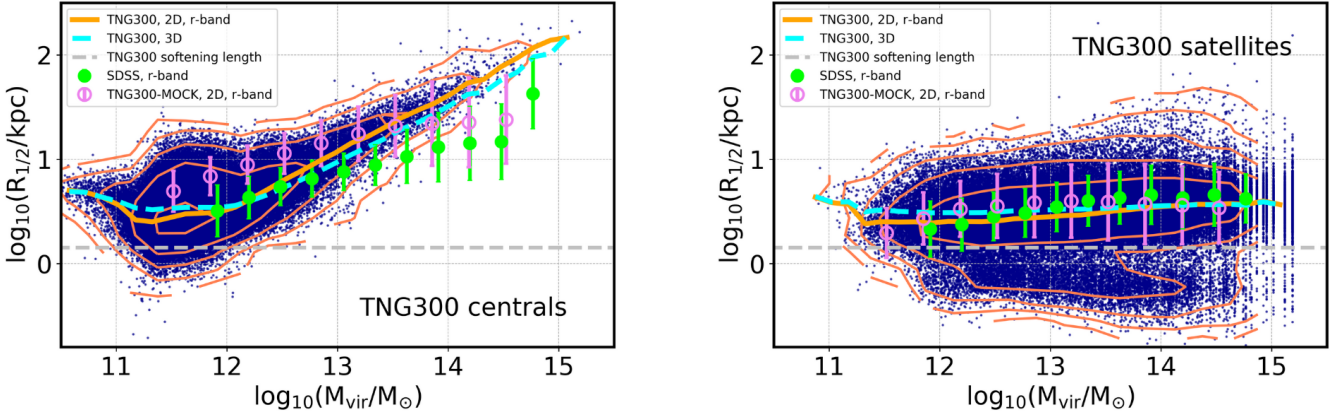 TNG300, 2D, r-band
TNG300, 3D
TNG300 softening length
SDSS, r-band
TNG300-MOCK, 2D, r-band
TNG300 centrals
log₁₀(R₁/₂/kpc)
2
1
0
11
12
13
14
15
log₁₀(Mvir/M☉)
TNG300, 2D, r-band
TNG300, 3D
TNG300 softening length
SDSS, r-band
TNG300-MOCK, 2D, r-band
TNG300 satellites
log₁₀(R₁/₂/kpc)
2
1
0
11
12
13
14
15
log₁₀(Mvir/M☉)